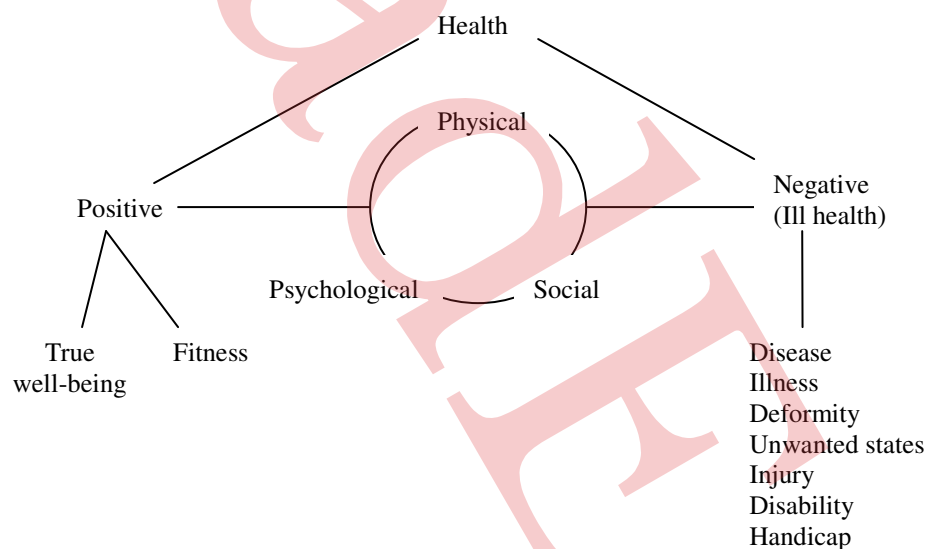 Health
Physical
Positive
Negative
(Ill health)
Psychological
Social
True
well-being
Fitness
Disease
Illness
Deformity
Unwanted states
Injury
Disability
Handicap